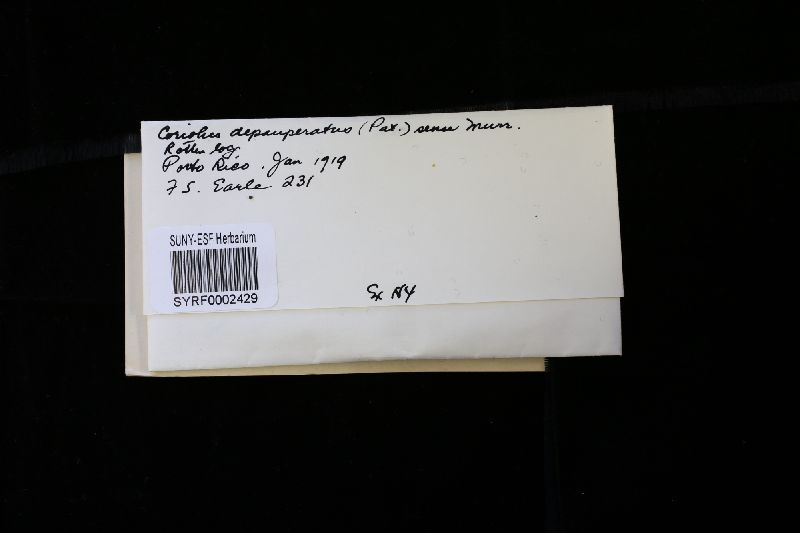 Coriolus depauperatus (Pat.) sensu Murr.
Rotten log
Porto Rico. Jan 1919
F S. Earle 231
SUNY-ESF Herbarium
SYRF0002429
Ex NY